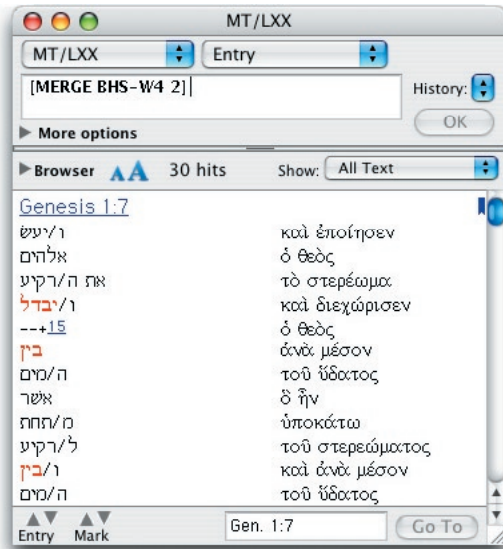 MT/LXX
MT/LXX Entry
[MERGE BHS-W4 2]
History:
OK
More options
Browser A A 30 hits Show: All Text
Genesis 1:7
ו/יעשׂ καὶ ἐποίησεν
אלהים ὁ θεὸς
את ה/רקיע τὸ στερέωμα
ו/יבדל καὶ διεχώρισεν
--+15 ὁ θεὸς
בין ἀνὰ μέσον
ה/מים τοῦ ὕδατος
אשׁר ὃ ἦν
מ/תחת ὑποκάτω
ל/רקיע τοῦ στερεώματος
ו/בין καὶ ἀνὰ μέσον
ה/מים τοῦ ὕδατος
Entry Mark Gen. 1:7 Go To